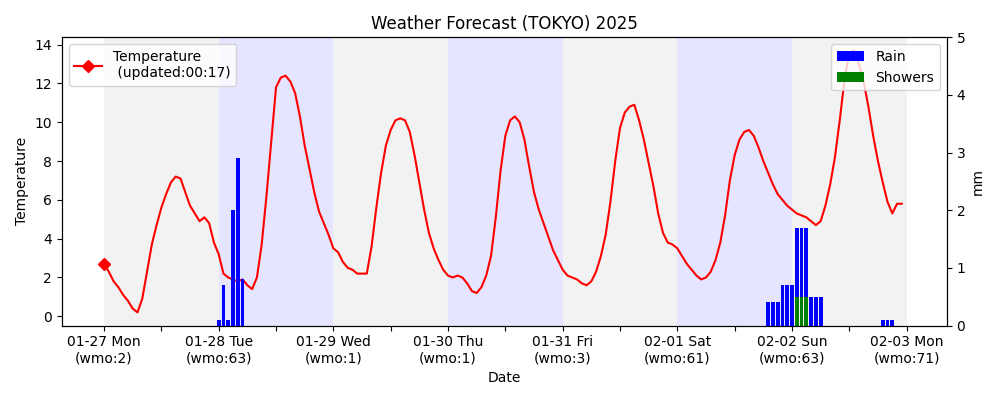 Weather Forecast (TOKYO) 2025
Temperature
(updated:00:17)
Rain
Showers
14
12
10
8
6
4
2
0
Temperature
5
4
3
2
1
0
mm
01-27 Mon
(wmo:2)
01-28 Tue
(wmo:63)
01-29 Wed
(wmo:1)
01-30 Thu
(wmo:1)
01-31 Fri
(wmo:3)
02-01 Sat
(wmo:61)
02-02 Sun
(wmo:63)
02-03 Mon
(wmo:71)
Date